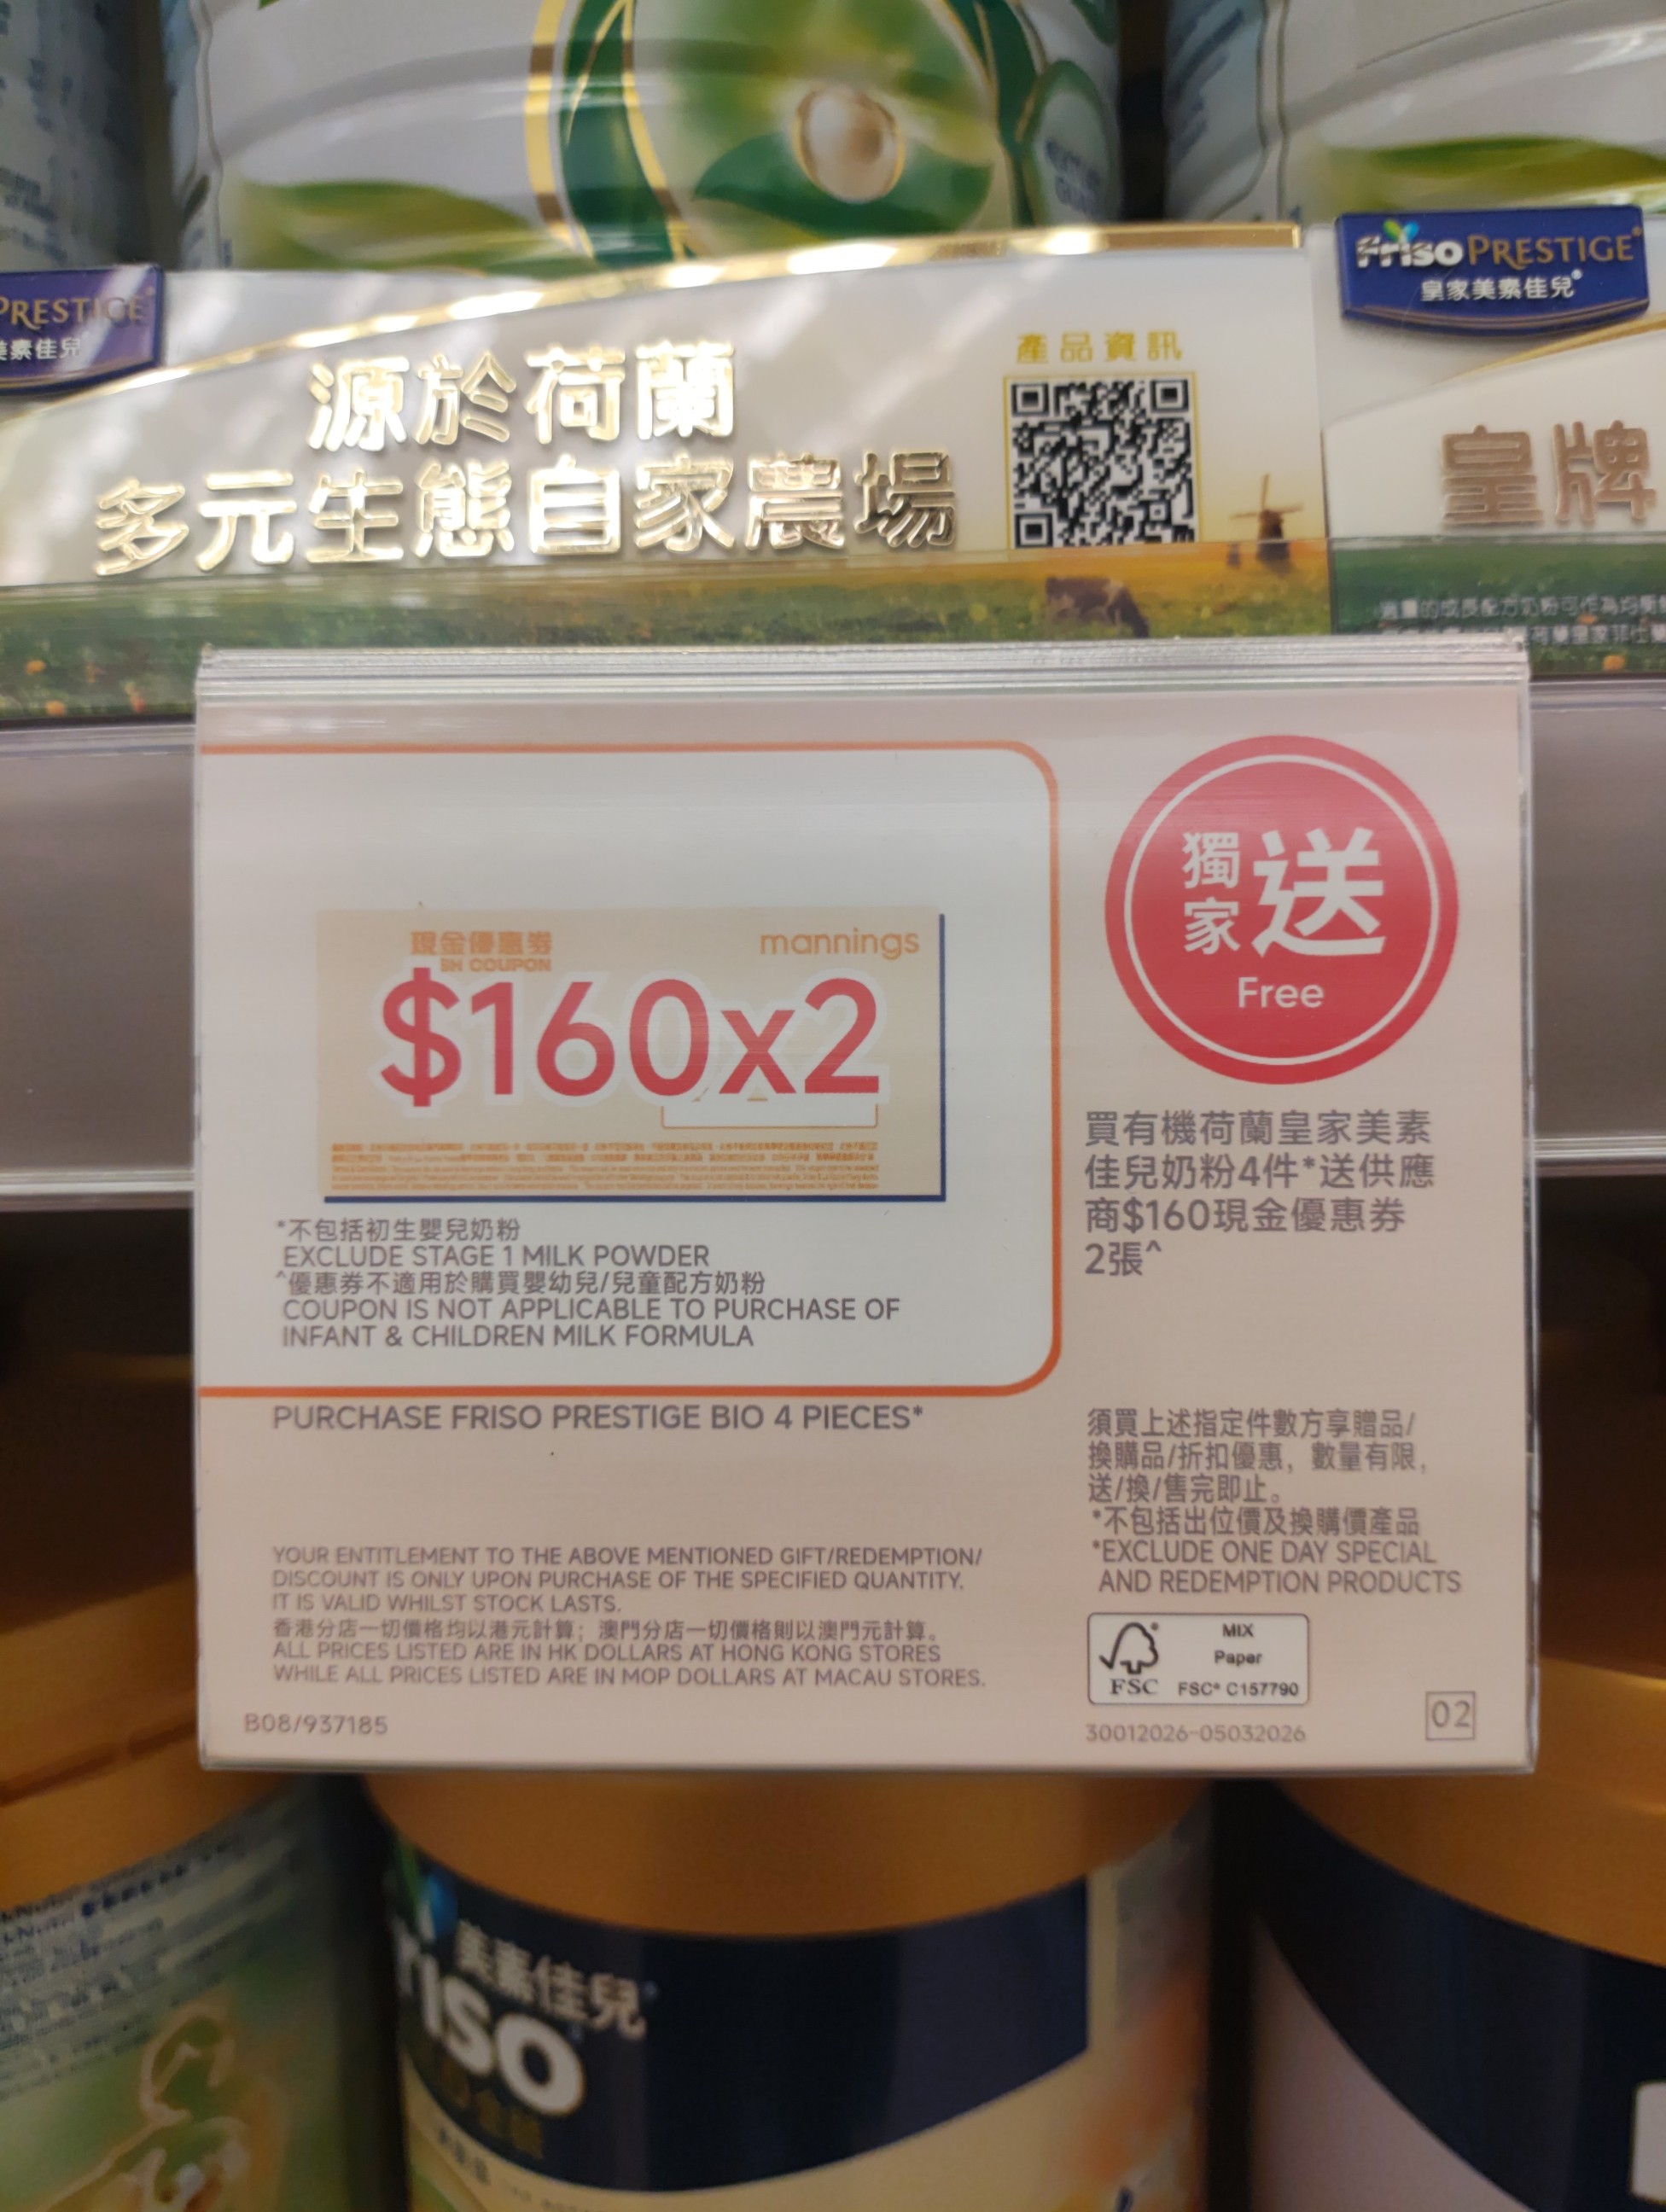 PRESTIGE
美素佳兒
源於荷蘭
多元生態自家農場
產品資訊
friso PRESTIGE®
皇家美素佳兒®
皇牌
獨家送
Free
現金優惠券
mannings
COUPON
$160x2
*不包括初生嬰兒奶粉
EXCLUDE STAGE 1 MILK POWDER
^優惠券不適用於購買嬰幼兒/兒童配方奶粉
COUPON IS NOT APPLICABLE TO PURCHASE OF
INFANT & CHILDREN MILK FORMULA
買有機荷蘭皇家美素
佳兒奶粉4件*送供應
商$160現金優惠券
2張^
PURCHASE FRISO PRESTIGE BIO 4 PIECES*
須買上述指定件數方享贈品/
換購品/折扣優惠，數量有限，
送/換/售完即止。
*不包括出位價及換購價產品
*EXCLUDE ONE DAY SPECIAL
AND REDEMPTION PRODUCTS
YOUR ENTITLEMENT TO THE ABOVE MENTIONED GIFT/REDEMPTION/
DISCOUNT IS ONLY UPON PURCHASE OF THE SPECIFIED QUANTITY.
IT IS VALID WHILST STOCK LASTS.
香港分店一切價格均以港元計算；澳門分店一切價格則以澳門元計算。
ALL PRICES LISTED ARE IN HK DOLLARS AT HONG KONG STORES
WHILE ALL PRICES LISTED ARE IN MOP DOLLARS AT MACAU STORES.
FSC
MIX
Paper
FSC® C157790
B08/937185
30012026-05032026
02
美素佳兒